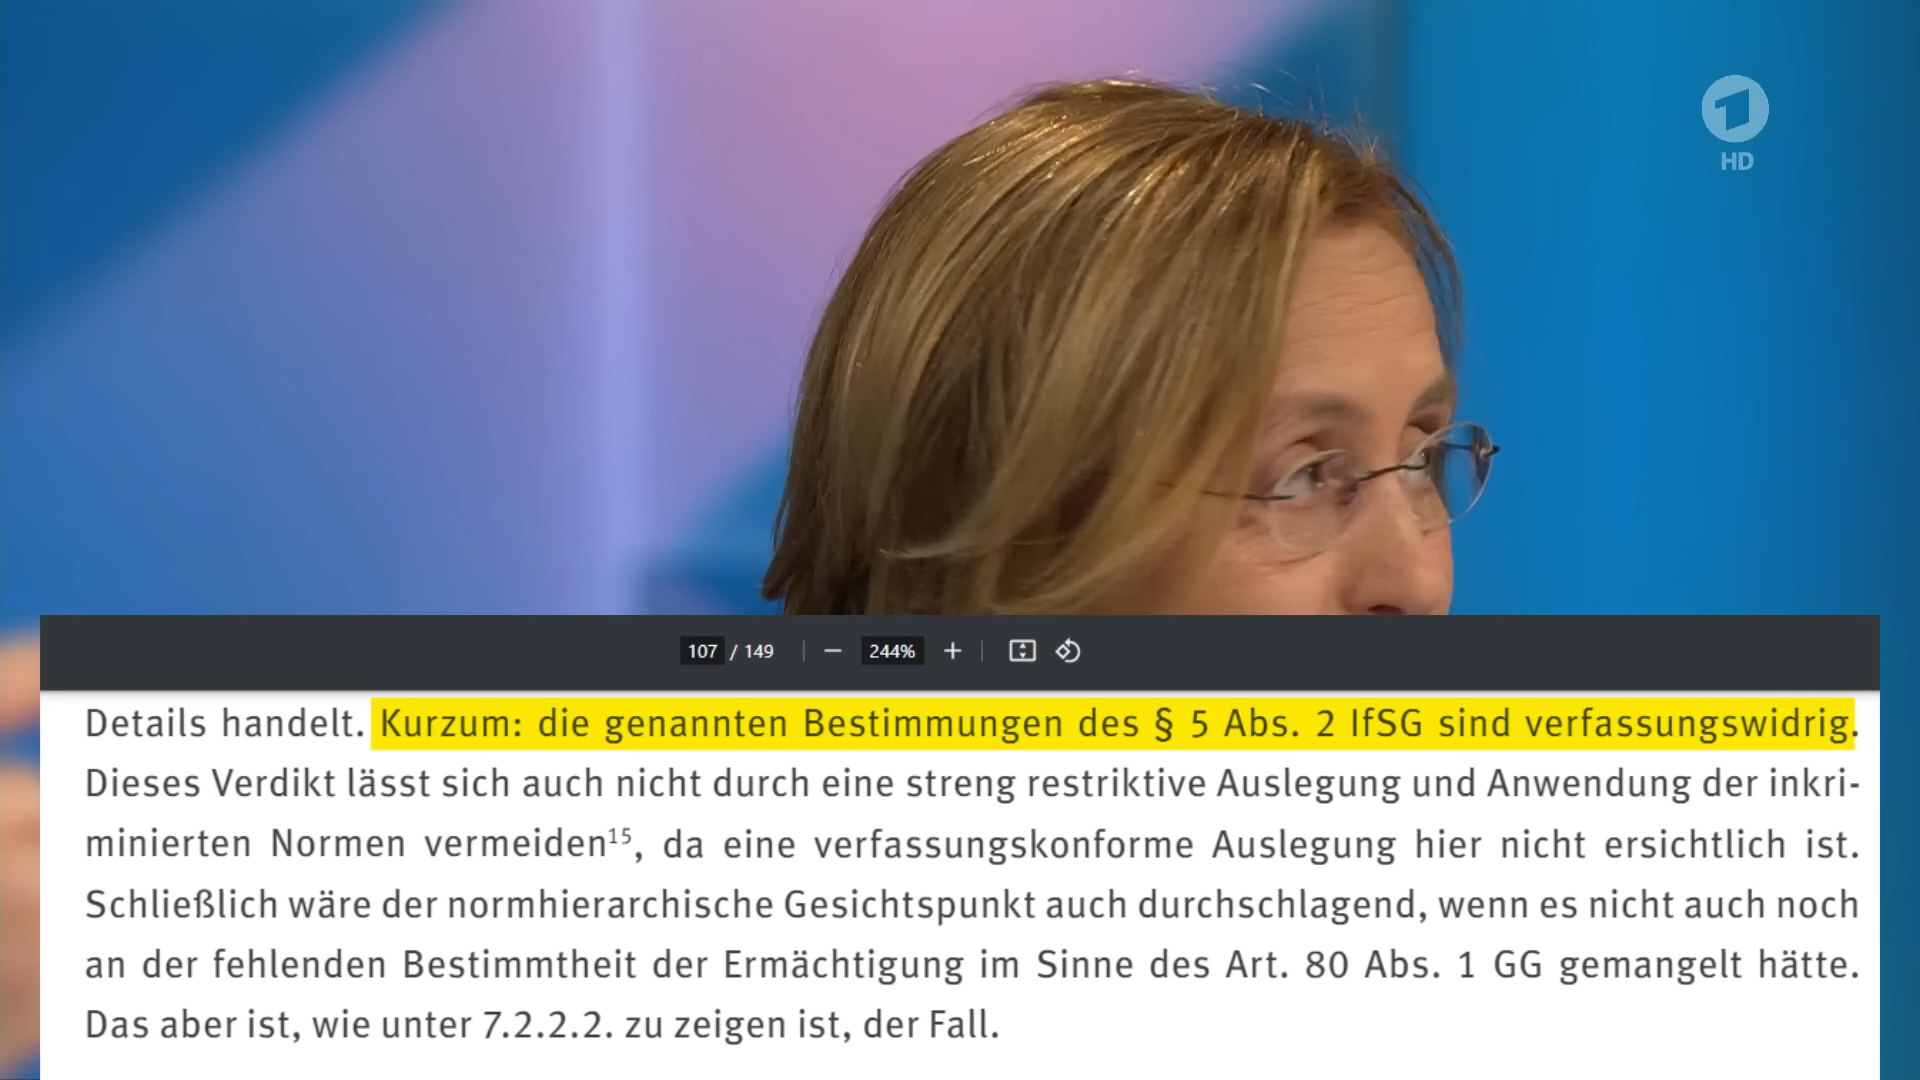 1
HD
107 / 149
244%
Details handelt. Kurzum: die genannten Bestimmungen des § 5 Abs. 2 IfSG sind verfassungswidrig.
Dieses Verdikt lässt sich auch nicht durch eine streng restriktive Auslegung und Anwendung der inkri-
minierten Normen vermeiden¹⁵, da eine verfassungskonforme Auslegung hier nicht ersichtlich ist.
Schließlich wäre der normhierarchische Gesichtspunkt auch durchschlagend, wenn es nicht auch noch
an der fehlenden Bestimmtheit der Ermächtigung im Sinne des Art. 80 Abs. 1 GG gemangelt hätte.
Das aber ist, wie unter 7.2.2.2. zu zeigen ist, der Fall.